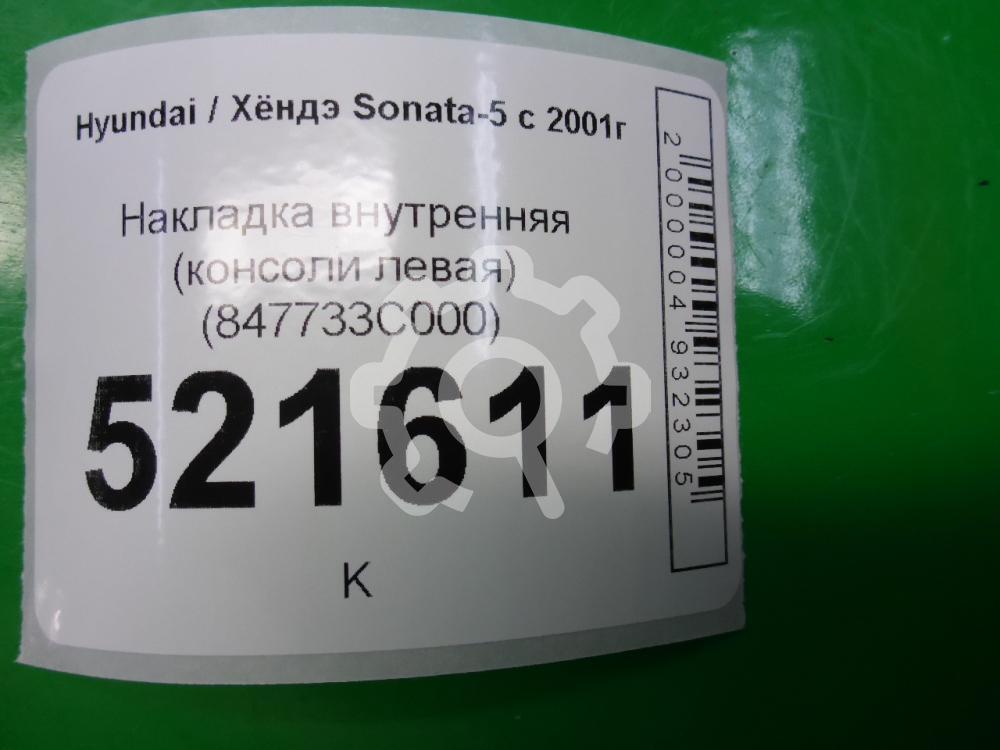 Hyundai / Хёндэ Sonata-5 с 2001г
Накладка внутренняя
(консоли левая)
(847733C000)
521611
К
2000004932305